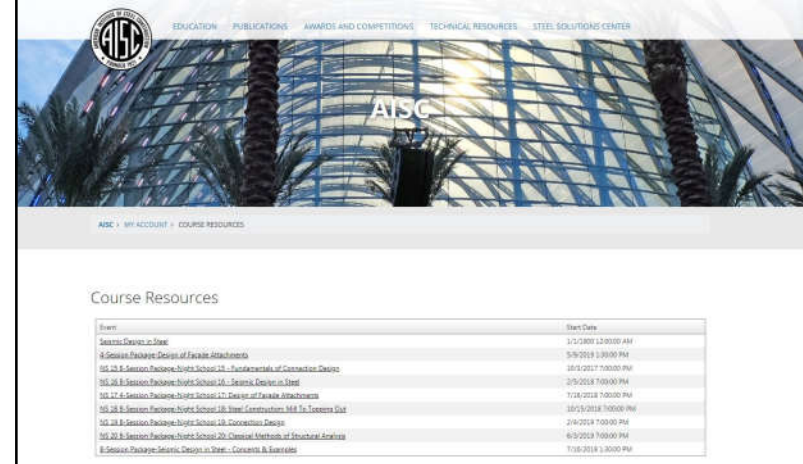 AMERICAN INSTITUTE OF STEEL CONSTRUCTION
AISC
FOUNDED 1921
EDUCATION PUBLICATIONS AWARDS AND COMPETITIONS TECHNICAL RESOURCES STEEL SOLUTIONS CENTER
AISC
AISC > MY ACCOUNT > COURSE RESOURCES
Course Resources
Event Start Date
Seismic Design in Steel 1/1/1800 12:00:00 AM
4-Session Package-Design of Facade Attachments 5/9/2019 1:30:00 PM
NS 15 8-Session Package-Night School 15 - Fundamentals of Connection Design 10/1/2017 7:00:00 PM
NS 16 8-Session Package-Night School 16 - Seismic Design in Steel 2/5/2018 7:00:00 PM
NS 17 4-Session Package-Night School 17: Design of Facade Attachments 7/16/2018 7:00:00 PM
NS 18 8-Session Package-Night School 18: Steel Construction: Mill To Topping Out 10/15/2018 7:00:00 PM
NS 19 8-Session Package-Night School 19: Connection Design 2/4/2019 7:00:00 PM
NS 20 8-Session Package-Night School 20: Classical Methods of Structural Analysis 6/3/2019 7:00:00 PM
8-Session Package-Seismic Design in Steel - Concepts & Examples 7/16/2018 1:30:00 PM